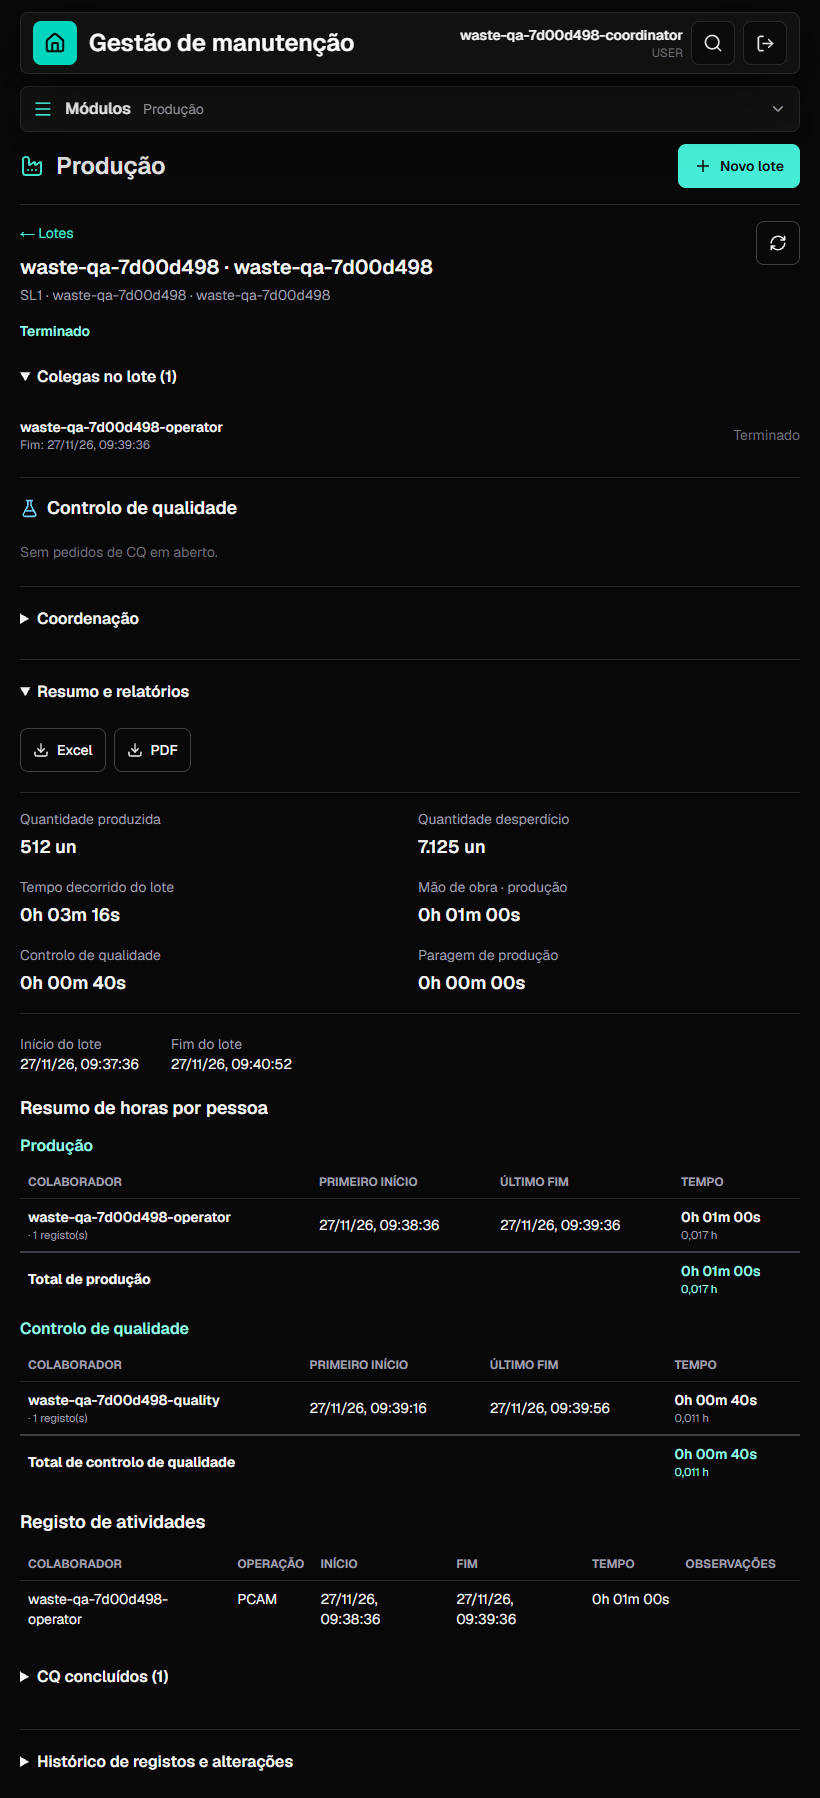 Gestão de manutenção
waste-qa-7d00d498-coordinator
USER
Módulos Produção
Produção
Novo lote
← Lotes
waste-qa-7d00d498 · waste-qa-7d00d498
SL1 · waste-qa-7d00d498 · waste-qa-7d00d498
Terminado
Colegas no lote (1)
waste-qa-7d00d498-operator
Fim: 27/11/26, 09:39:36
Terminado
Controlo de qualidade
Sem pedidos de CQ em aberto.
Coordenação
Resumo e relatórios
Excel PDF
Quantidade produzida Quantidade desperdício
512 un 7.125 un
Tempo decorrido do lote Mão de obra · produção
0h 03m 16s 0h 01m 00s
Controlo de qualidade Paragem de produção
0h 00m 40s 0h 00m 00s
Início do lote Fim do lote
27/11/26, 09:37:36 27/11/26, 09:40:52
Resumo de horas por pessoa
Produção
COLABORADOR PRIMEIRO INÍCIO ÚLTIMO FIM TEMPO
waste-qa-7d00d498-operator 27/11/26, 09:38:36 27/11/26, 09:39:36 0h 01m 00s
· 1 registo(s) 0,017 h
Total de produção 0h 01m 00s
0,017 h
Controlo de qualidade
COLABORADOR PRIMEIRO INÍCIO ÚLTIMO FIM TEMPO
waste-qa-7d00d498-quality 27/11/26, 09:39:16 27/11/26, 09:39:56 0h 00m 40s
· 1 registo(s) 0,011 h
Total de controlo de qualidade 0h 00m 40s
0,011 h
Registo de atividades
COLABORADOR OPERAÇÃO INÍCIO FIM TEMPO OBSERVAÇÕES
waste-qa-7d00d498- PCAM 27/11/26, 27/11/26, 0h 01m 00s
operator 09:38:36 09:39:36
CQ concluídos (1)
Histórico de registos e alterações